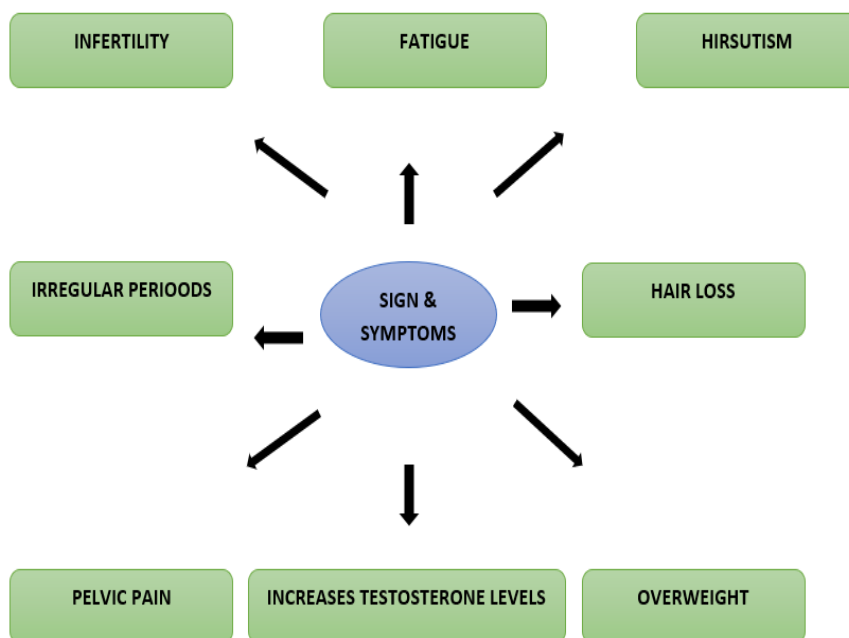 INFERTILITY
FATIGUE
HIRSUTISM
IRREGULAR PERIOODS
SIGN &
SYMPTOMS
HAIR LOSS
PELVIC PAIN
INCREASES TESTOSTERONE LEVELS
OVERWEIGHT